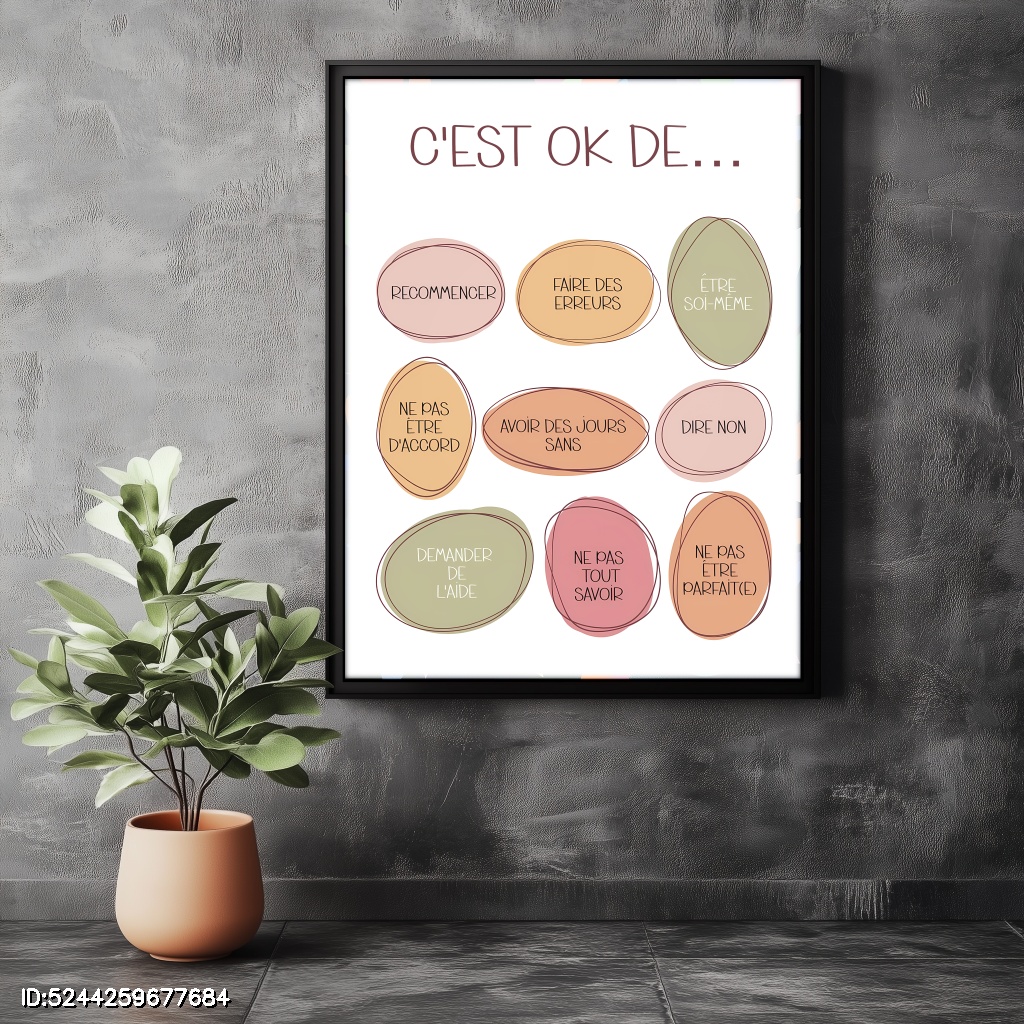 C'EST OK DE...
RECOMMENCER
FAIRE DES
ERREURS
ÊTRE
SOI-MÊME
NE PAS
ÊTRE
D'ACCORD
AVOIR DES JOURS
SANS
DIRE NON
DEMANDER
DE
L'AIDE
NE PAS
TOUT
SAVOIR
NE PAS
ÊTRE
PARFAIT(E)
ID:5244259677684